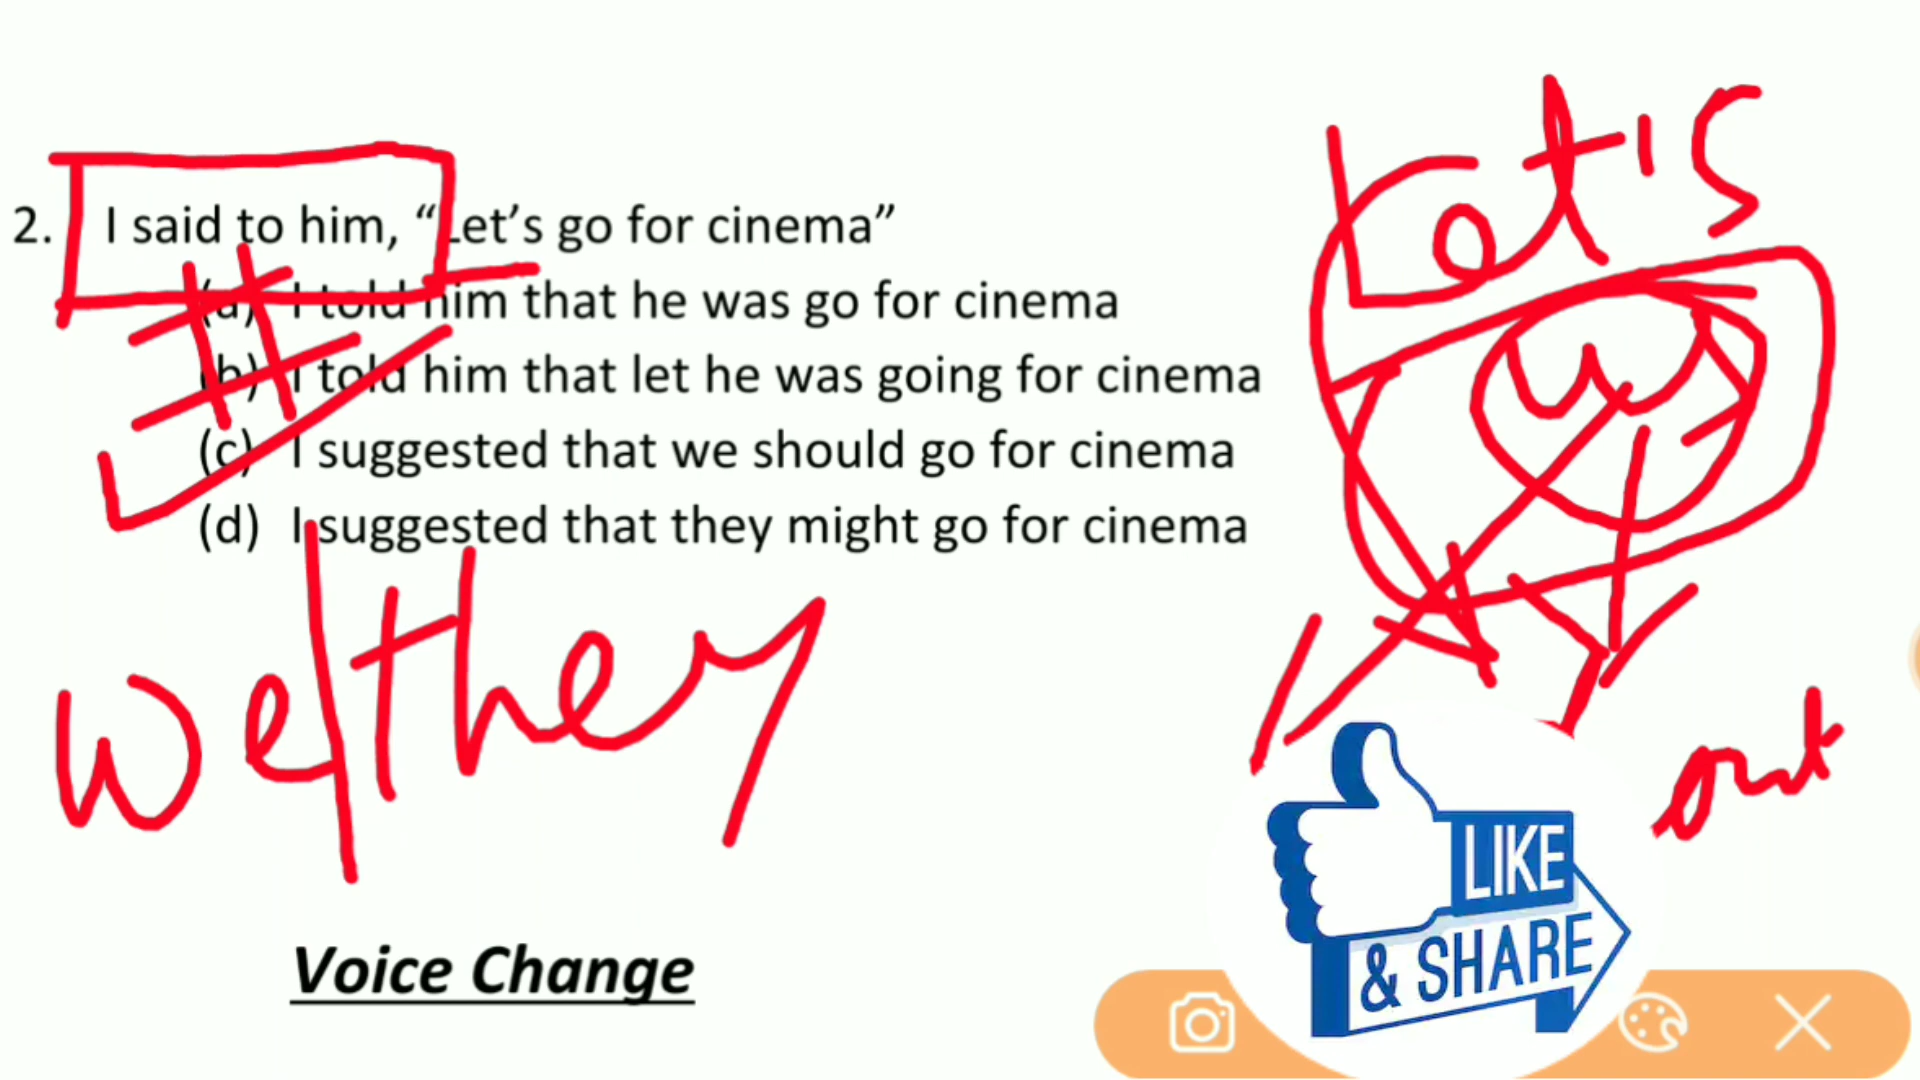 2. I said to him, “Let’s go for cinema”
(a) I told him that he was go for cinema
(b) I told him that let he was going for cinema
(c) I suggested that we should go for cinema
(d) I suggested that they might go for cinema
Let's
we/they
out
Voice Change
LIKE
& SHARE